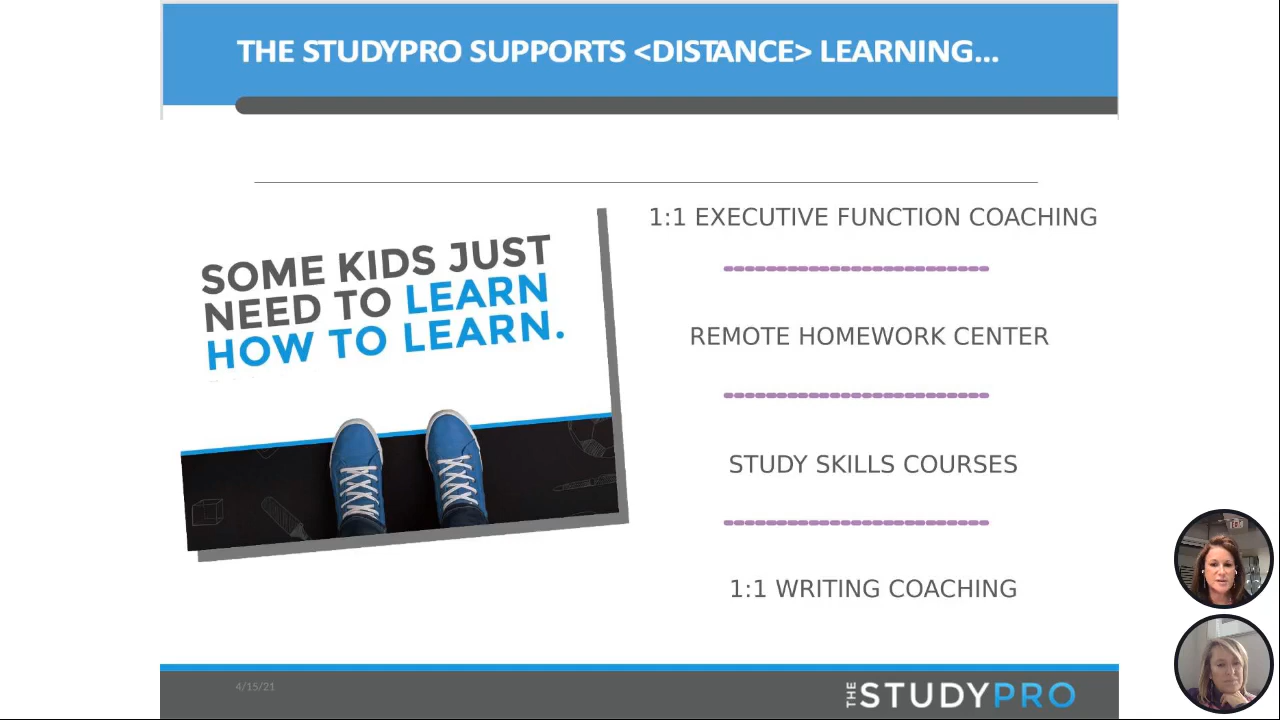 THE STUDYPRO SUPPORTS <DISTANCE> LEARNING...
SOME KIDS JUST
NEED TO LEARN
HOW TO LEARN.
1:1 EXECUTIVE FUNCTION COACHING
REMOTE HOMEWORK CENTER
STUDY SKILLS COURSES
1:1 WRITING COACHING
4/15/21
THE STUDYPRO